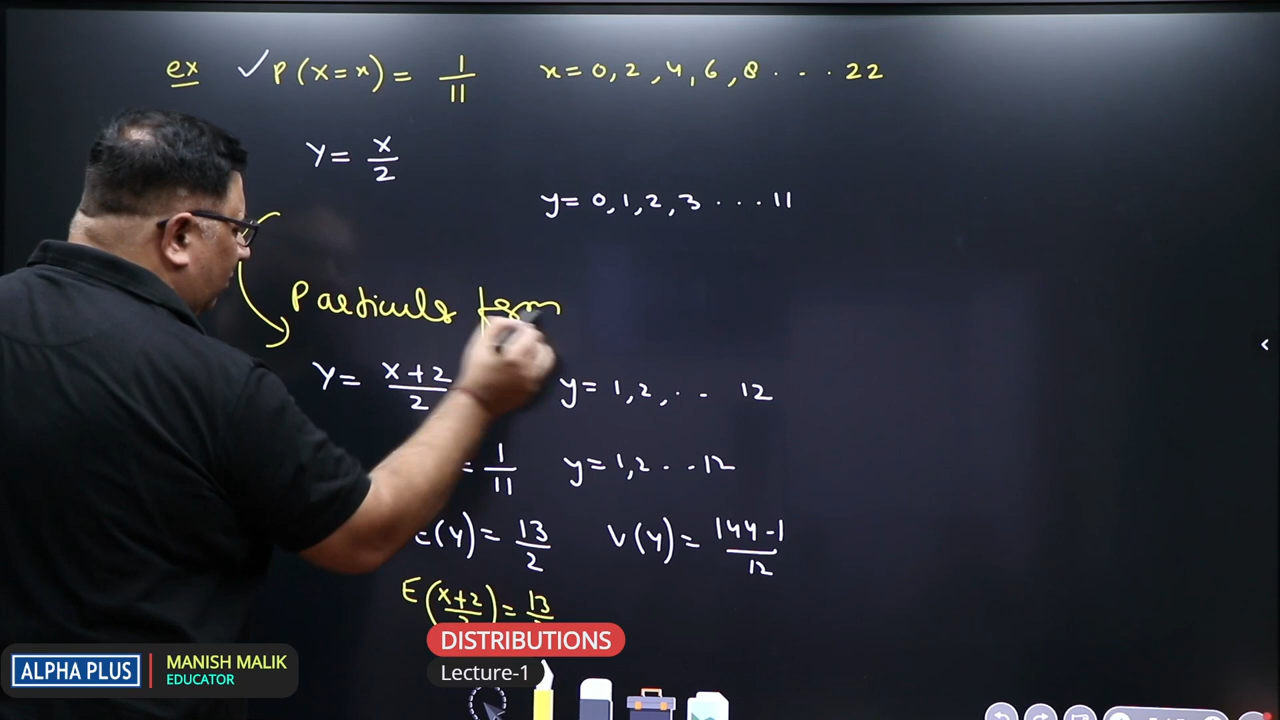 ex ✓ P(X=x) = 1/11 x = 0, 2, 4, 6, 8 . . . 22
Y = X/2
y = 0, 1, 2, 3 . . . 11
Particular form
Y = X+2/2 y = 1, 2, . . - 12
= 1/11 y = 1, 2 . . - 12
E(Y) = 13/2 V(Y) = 144-1/12
E(X+2/2) = 13/2
DISTRIBUTIONS
Lecture-1
ALPHA PLUS
MANISH MALIK
EDUCATOR